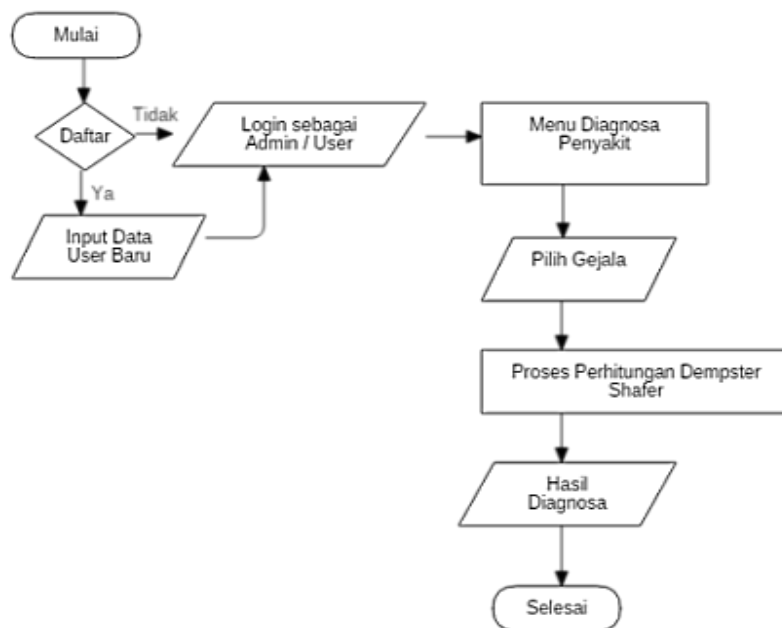 Mulai
Daftar
Tidak
Ya
Input Data
User Baru
Login sebagai
Admin / User
Menu Diagnosa
Penyakit
Pilih Gejala
Proses Perhitungan Dempster
Shafer
Hasil
Diagnosa
Selesai